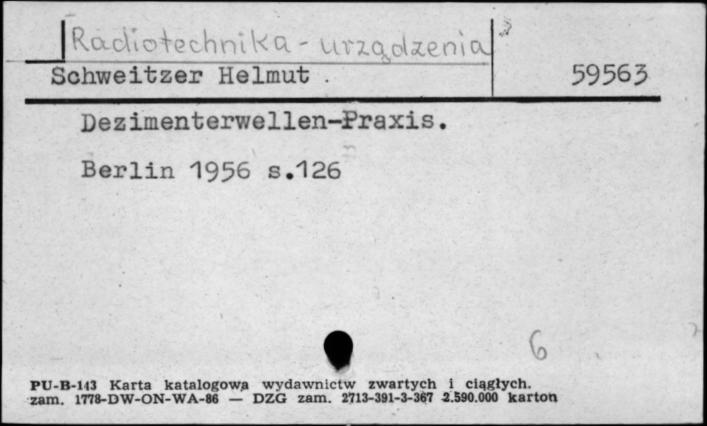 Radiotechnika - urządzenia
Schweitzer Helmut .
59563
Dezimenterwellen-Praxis.
Berlin 1956 s.126
6
PU-B-143 Karta katalogowa wydawnictw zwartych i ciągłych.
zam. 1778-DW-ON-WA-86 — DZG zam. 2713-391-3-367 2.590.000 karton